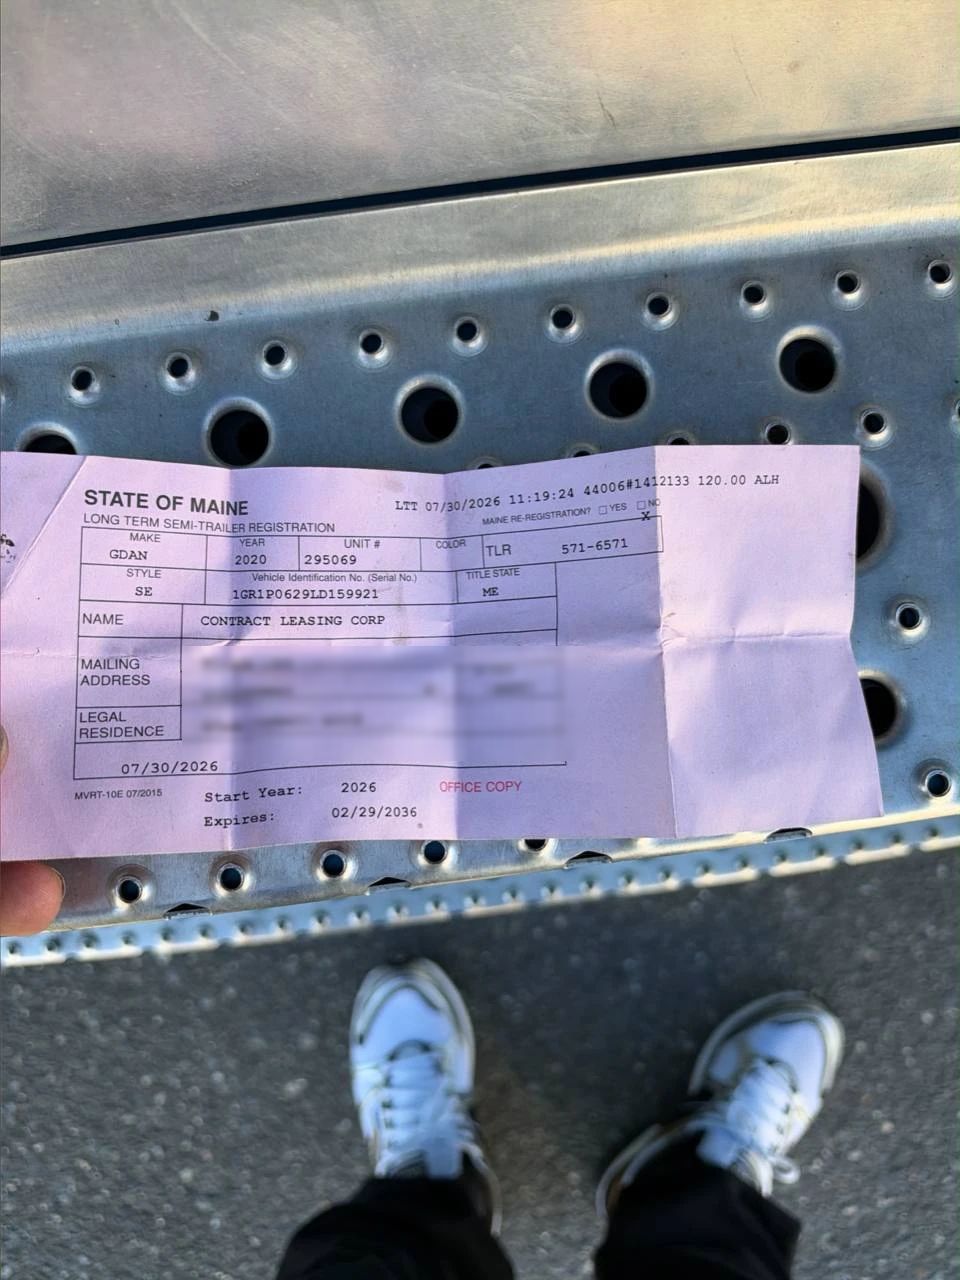 STATE OF MAINE
LTT 07/30/2026 11:19:24 44006#1412133 120.00 ALH
LONG TERM SEMI-TRAILER REGISTRATION
MAINE RE-REGISTRATION? ☐ YES ☐ NO
X
MAKE YEAR UNIT # COLOR
GDAN 2020 295069 TLR 571-6571
STYLE Vehicle Identification No. (Serial No.) TITLE STATE
SE 1GR1P0629LD159921 ME
NAME CONTRACT LEASING CORP
MAILING
ADDRESS
LEGAL
RESIDENCE
07/30/2026
MVRT-10E 07/2015
Start Year: 2026 OFFICE COPY
Expires: 02/29/2036